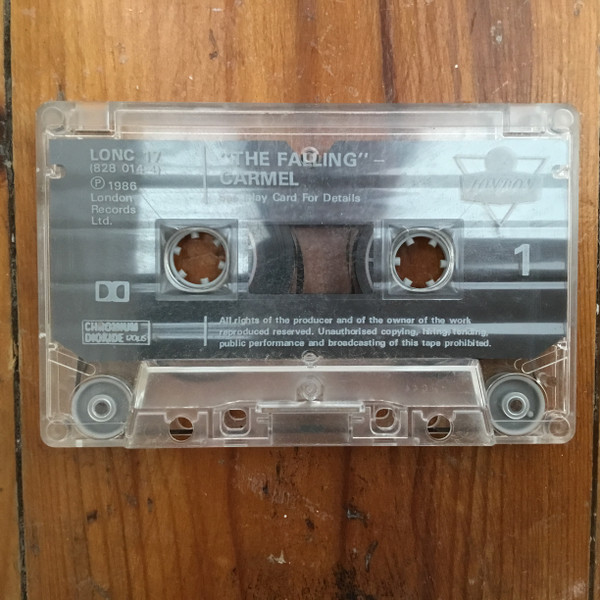 LONC 17
(828 014-4)
℗ 1986
London
Records
Ltd.
"THE FALLING" –
CARMEL
See Inlay Card For Details
LONDON
1
CHROMIUM
DIOXIDE 120µS
All rights of the producer and of the owner of the work
reproduced reserved. Unauthorised copying, hiring, lending,
public performance and broadcasting of this tape prohibited.